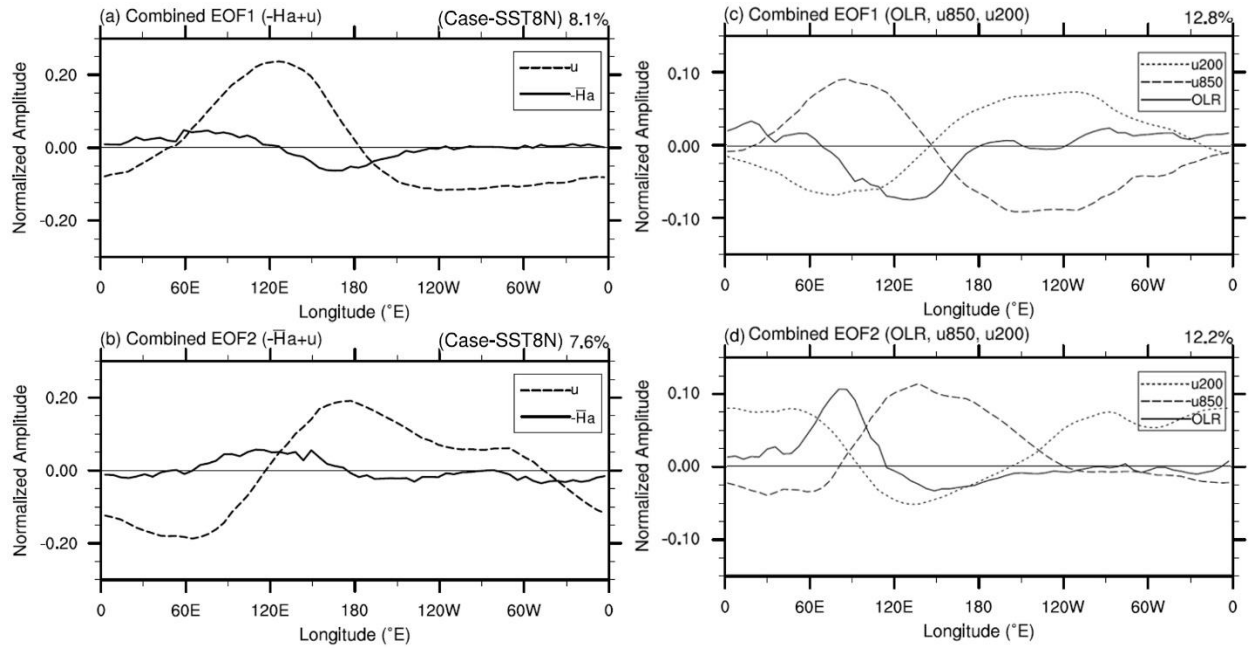 (a) Combined EOF1 (-Ha+u) (Case-SST8N) 8.1%
u
-H̅a
Normalized Amplitude
0.20
0.00
-0.20
0 60E 120E 180 120W 60W 0
Longitude (°E)
(b) Combined EOF2 (-H̅a+u) (Case-SST8N) 7.6%
u
-H̅a
Normalized Amplitude
0.20
0.00
-0.20
0 60E 120E 180 120W 60W 0
Longitude (°E)
(c) Combined EOF1 (OLR, u850, u200) 12.8%
u200
u850
OLR
Normalized Amplitude
0.10
0.00
-0.10
0 60E 120E 180 120W 60W 0
Longitude (°E)
(d) Combined EOF2 (OLR, u850, u200) 12.2%
u200
u850
OLR
Normalized Amplitude
0.10
0.00
-0.10
0 60E 120E 180 120W 60W 0
Longitude (°E)